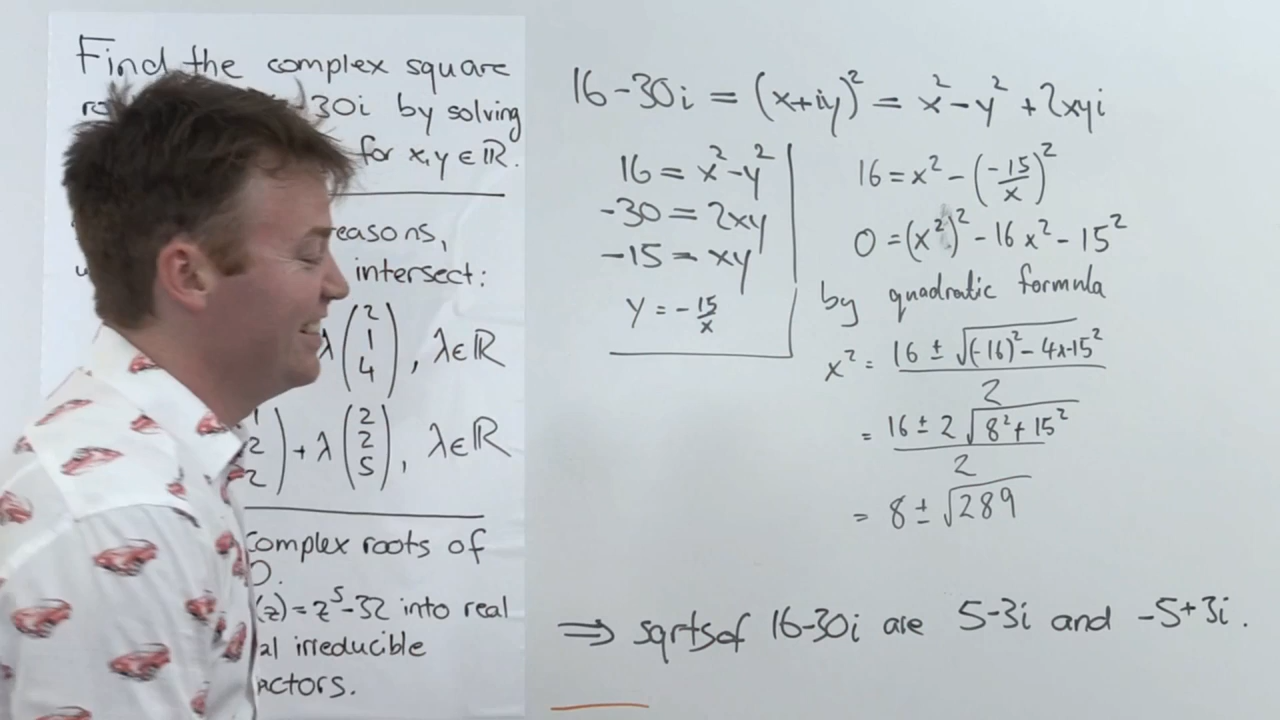 Find the complex square
30i by solving
for x, y ∈ ℝ.
easons,
intersect:
λ (2 1 4), λ∈ℝ
2 2) + λ (2 2 5), λ∈ℝ
complex roots of
0.
(z) = z⁵-32 into real
al irreducible
actors.
16-30i = (x+iy)² = x²-y²+2xyi
16 = x²-y²
-30 = 2xy
-15 = xy
y = -15/x
16 = x² - (-15/x)²
0 = (x²)² - 16x² - 15²
by quadratic formula
x² = (16 ± √((-16)² - 4x-15²))/2
= (16 ± 2√(8²+15²))/2
= 8 ± √289
⇒ sqrts of 16-30i are 5-3i and -5+3i.